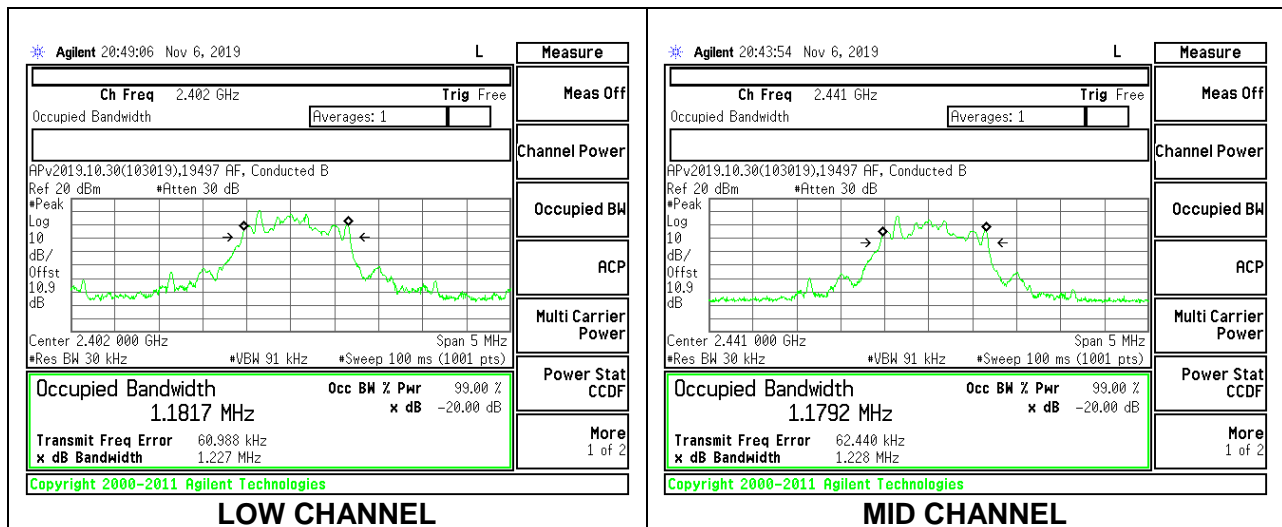 Agilent 20:49:06 Nov 6, 2019 L
Measure
Ch Freq 2.402 GHz Trig Free
Occupied Bandwidth Averages: 1
APv2019.10.30(103019),19497 AF, Conducted B
Ref 20 dBm #Atten 30 dB
#Peak
Log
10
dB/
Offst
10.9
dB
Center 2.402 000 GHz Span 5 MHz
#Res BW 30 kHz #VBW 91 kHz #Sweep 100 ms (1001 pts)
Occupied Bandwidth Occ BW % Pwr 99.00 %
1.1817 MHz x dB -20.00 dB
Transmit Freq Error 60.988 kHz
x dB Bandwidth 1.227 MHz
Meas Off
Channel Power
Occupied BW
ACP
Multi Carrier
Power
Power Stat
CCDF
More
1 of 2
Copyright 2000-2011 Agilent Technologies
LOW CHANNEL
Agilent 20:43:54 Nov 6, 2019 L
Measure
Ch Freq 2.441 GHz Trig Free
Occupied Bandwidth Averages: 1
APv2019.10.30(103019),19497 AF, Conducted B
Ref 20 dBm #Atten 30 dB
#Peak
Log
10
dB/
Offst
10.9
dB
Center 2.441 000 GHz Span 5 MHz
#Res BW 30 kHz #VBW 91 kHz #Sweep 100 ms (1001 pts)
Occupied Bandwidth Occ BW % Pwr 99.00 %
1.1792 MHz x dB -20.00 dB
Transmit Freq Error 62.440 kHz
x dB Bandwidth 1.228 MHz
Meas Off
Channel Power
Occupied BW
ACP
Multi Carrier
Power
Power Stat
CCDF
More
1 of 2
Copyright 2000-2011 Agilent Technologies
MID CHANNEL